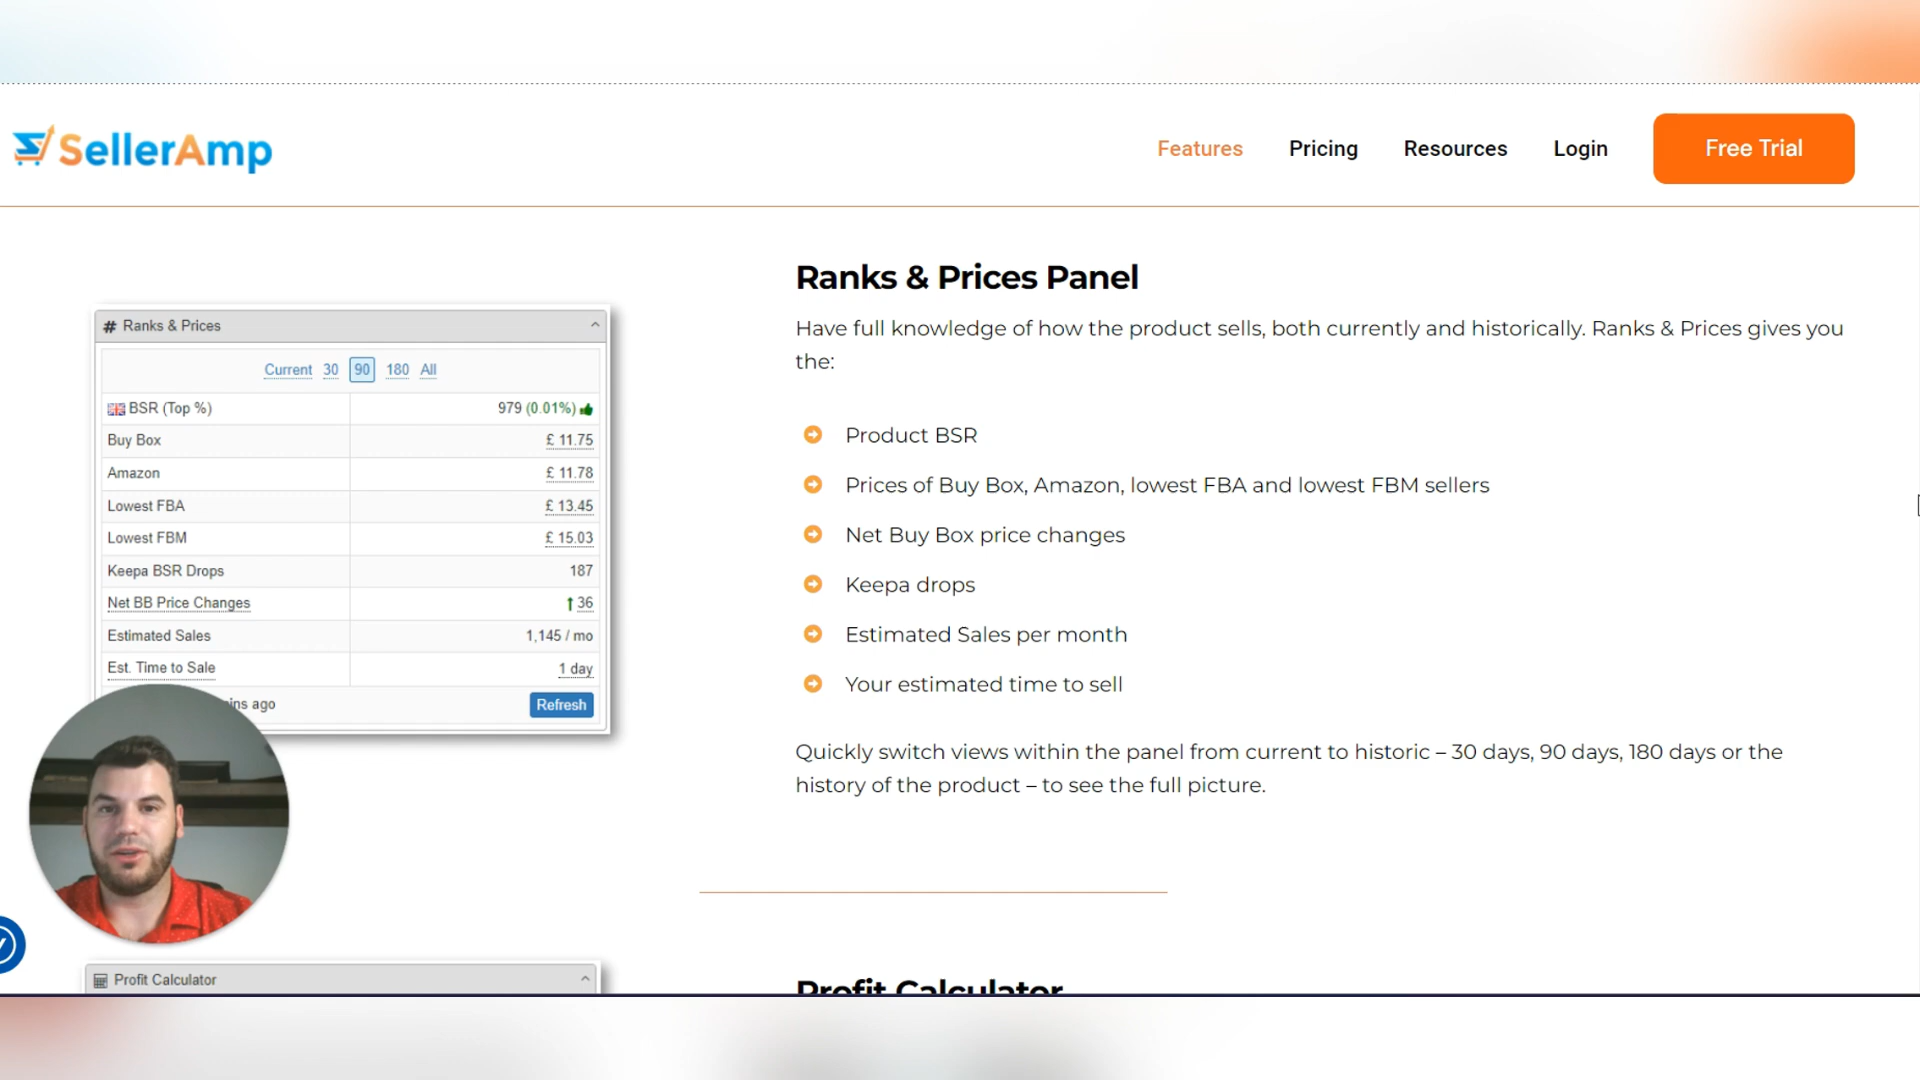 SellerAmp
Features
Pricing
Resources
Login
Free Trial
Ranks & Prices Panel
Have full knowledge of how the product sells, both currently and historically. Ranks & Prices gives you
the:
Product BSR
Prices of Buy Box, Amazon, lowest FBA and lowest FBM sellers
Net Buy Box price changes
Keepa drops
Estimated Sales per month
Your estimated time to sell
Quickly switch views within the panel from current to historic – 30 days, 90 days, 180 days or the
history of the product – to see the full picture.
# Ranks & Prices
Current 30 90 180 All
BSR (Top %) 979 (0.01%)
Buy Box £ 11.75
Amazon £ 11.78
Lowest FBA £ 13.45
Lowest FBM £ 15.03
Keepa BSR Drops 187
Net BB Price Changes ↑ 36
Estimated Sales 1,145 / mo
Est. Time to Sale 1 day
ago Refresh
Profit Calculator
Profit Calculator